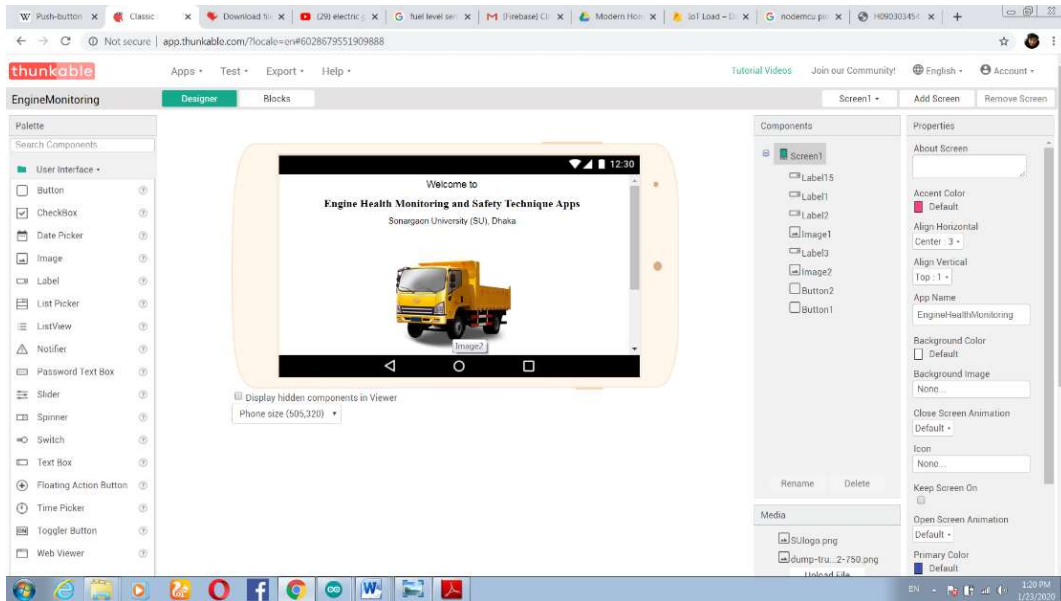 Push-button
Classic
Download fil
(29) electric g
fuel level sen
[Firebase] Cl
Modern Hon
IoT Load – D
nodemcu pin
H090303454
Not secure | app.thunkable.com/?locale=en#6028679551909888
thunkable
Apps
Test
Export
Help
Tutorial Videos
Join our Community!
English
Account
EngineMonitoring
Designer
Blocks
Screen1
Add Screen
Remove Screen
Palette
Search Components...
User Interface
Button
CheckBox
Date Picker
Image
Label
List Picker
ListView
Notifier
Password Text Box
Slider
Spinner
Switch
Text Box
Floating Action Button
Time Picker
Toggler Button
Web Viewer
12:30
Welcome to
Engine Health Monitoring and Safety Technique Apps
Sonargaon University (SU), Dhaka
Image2
Display hidden components in Viewer
Phone size (505,320)
Components
Screen1
Label15
Label1
Label2
Image1
Label3
Image2
Button2
Button1
Rename
Delete
Media
SUlogo.png
dump-tru...2-750.png
Upload File
Properties
About Screen
Accent Color
Default
Align Horizontal
Center : 3
Align Vertical
Top : 1
App Name
EngineHealthMonitoring
Background Color
Default
Background Image
None...
Close Screen Animation
Default
Icon
None...
Keep Screen On
Open Screen Animation
Default
Primary Color
Default
EN
1:20 PM
1/23/2020